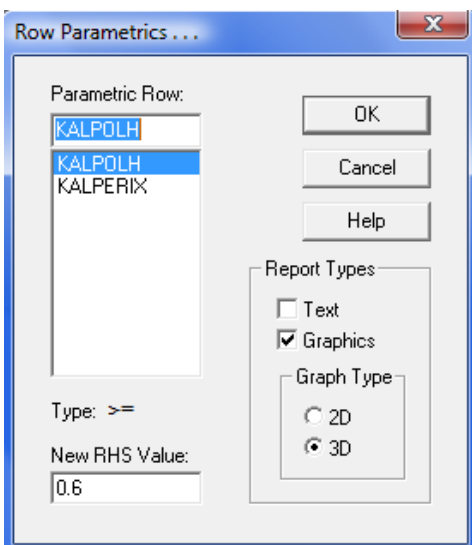 Row Parametrics . . .
Parametric Row:
KALPOLH
KALPOLH
KALPERIX
Type: >=
New RHS Value:
0.6
OK
Cancel
Help
Report Types
Text
Graphics
Graph Type
2D
3D